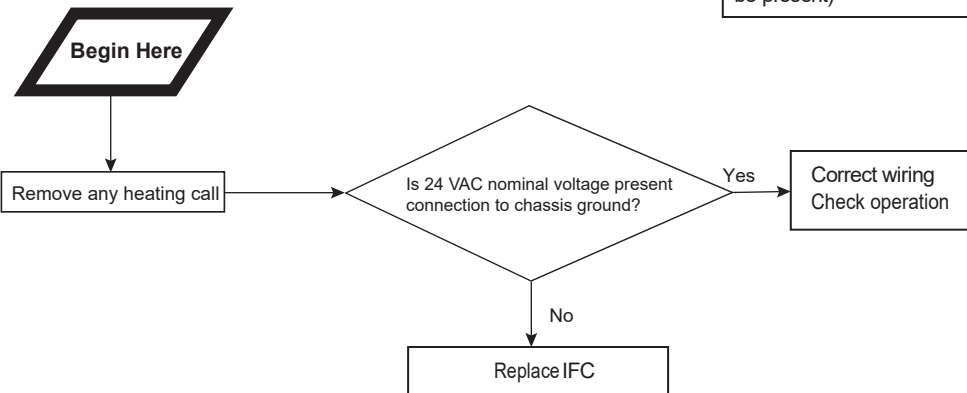 be present)
Begin Here
Remove any heating call
Is 24 VAC nominal voltage present
connection to chassis ground?
Yes
Correct wiring
Check operation
No
Replace IFC